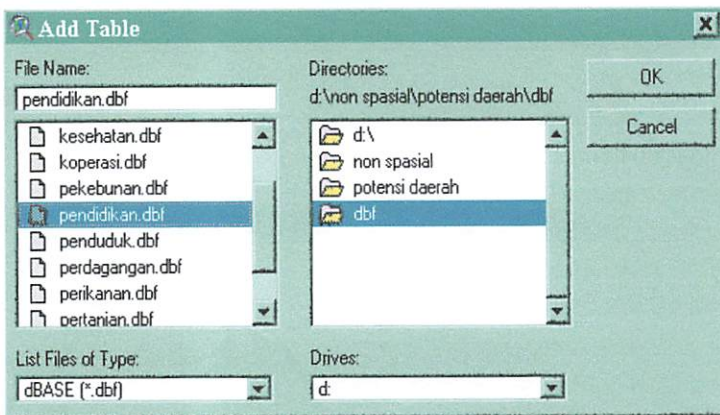 Add Table
File Name:
pendidikan.dbf
kesehatan.dbf
koperasi.dbf
pekebunan.dbf
pendidikan.dbf
penduduk.dbf
perdagangan.dbf
perikanan.dbf
pertanian.dbf
List Files of Type:
dBASE (*.dbf)
Directories:
d:\non spasial\potensi daerah\dbf
d:\
non spasial
potensi daerah
dbf
Drives:
d:
OK
Cancel